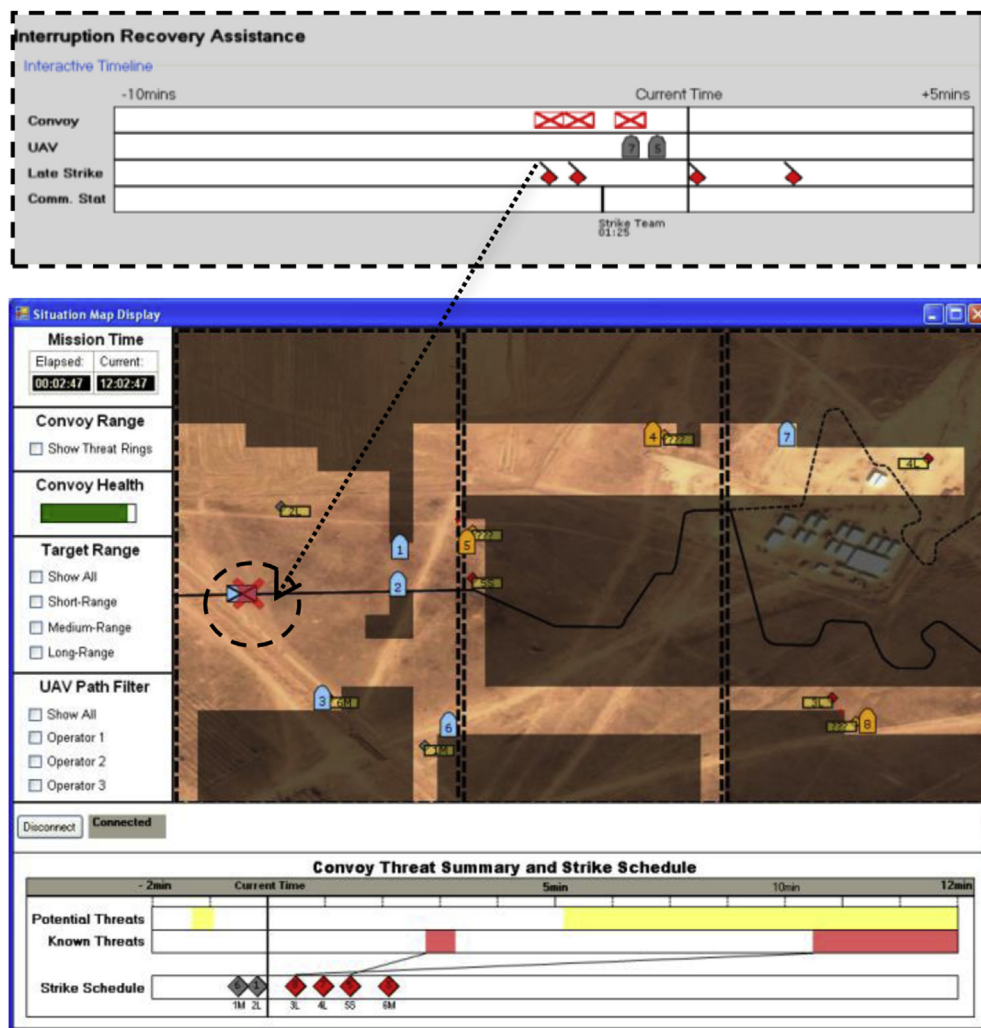 Interruption Recovery Assistance
Interactive Timeline
-10mins Current Time +5mins
Convoy
UAV 7 5
Late Strike
Comm. Stat
Strike Team
01:25
Situation Map Display
Mission Time
Elapsed: Current:
00:02:47 12:02:47
Convoy Range
Show Threat Rings
Convoy Health
Target Range
Show All
Short-Range
Medium-Range
Long-Range
UAV Path Filter
Show All
Operator 1
Operator 2
Operator 3
4 ??? 7
4L
2L
1 5 ???
2 5S
3 6M 3L
6 ??? 8
1M
Disconnect Connected
Convoy Threat Summary and Strike Schedule
- 2min Current Time 5min 10min 12min
Potential Threats
Known Threats
Strike Schedule 6 1
1M 2L 3L 4L 5S 6M